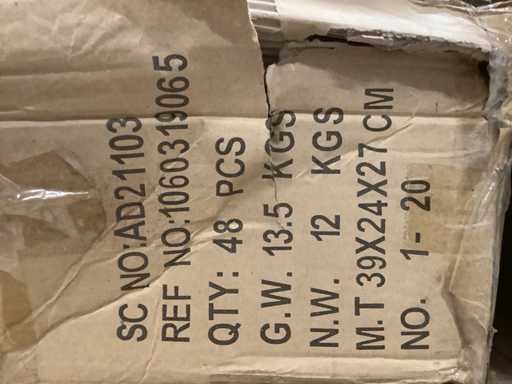 SC NO:AD21103
REF NO:1060319065
QTY: 48 PCS
G.W. 13.5 KGS
N.W. 12 KGS
M.T 39X24X27 CM
NO. 1- 20